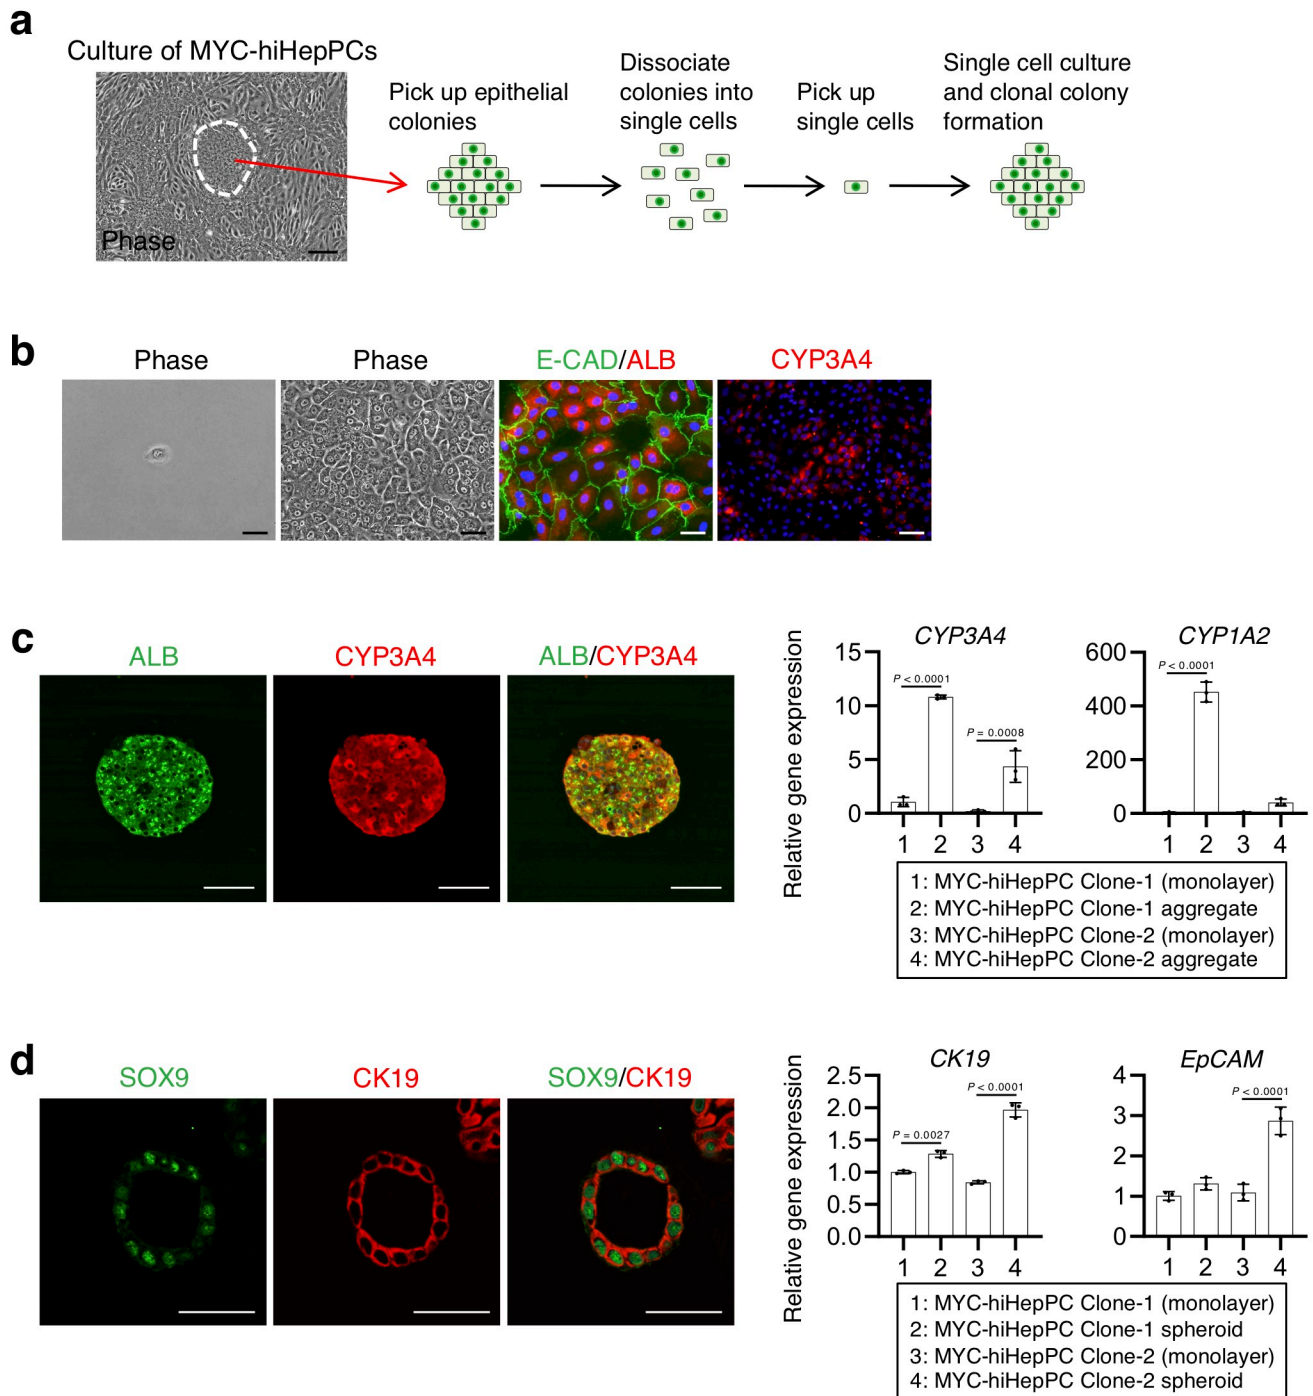 a
Culture of MYC-hiHepPCs
Phase
Pick up epithelial
colonies
Dissociate
colonies into
single cells
Pick up
single cells
Single cell culture
and clonal colony
formation
b
Phase
Phase
E-CAD/ALB
CYP3A4
c
ALB
CYP3A4
ALB/CYP3A4
Relative gene expression
CYP3A4
15
10
5
0
P < 0.0001
P = 0.0008
1 2 3 4
CYP1A2
600
400
200
0
P < 0.0001
1 2 3 4
1: MYC-hiHepPC Clone-1 (monolayer)
2: MYC-hiHepPC Clone-1 aggregate
3: MYC-hiHepPC Clone-2 (monolayer)
4: MYC-hiHepPC Clone-2 aggregate
d
SOX9
CK19
SOX9/CK19
Relative gene expression
CK19
2.5
2.0
1.5
1.0
0.5
0.0
P = 0.0027
P < 0.0001
1 2 3 4
EpCAM
4
3
2
1
0
P < 0.0001
1 2 3 4
1: MYC-hiHepPC Clone-1 (monolayer)
2: MYC-hiHepPC Clone-1 spheroid
3: MYC-hiHepPC Clone-2 (monolayer)
4: MYC-hiHepPC Clone-2 spheroid